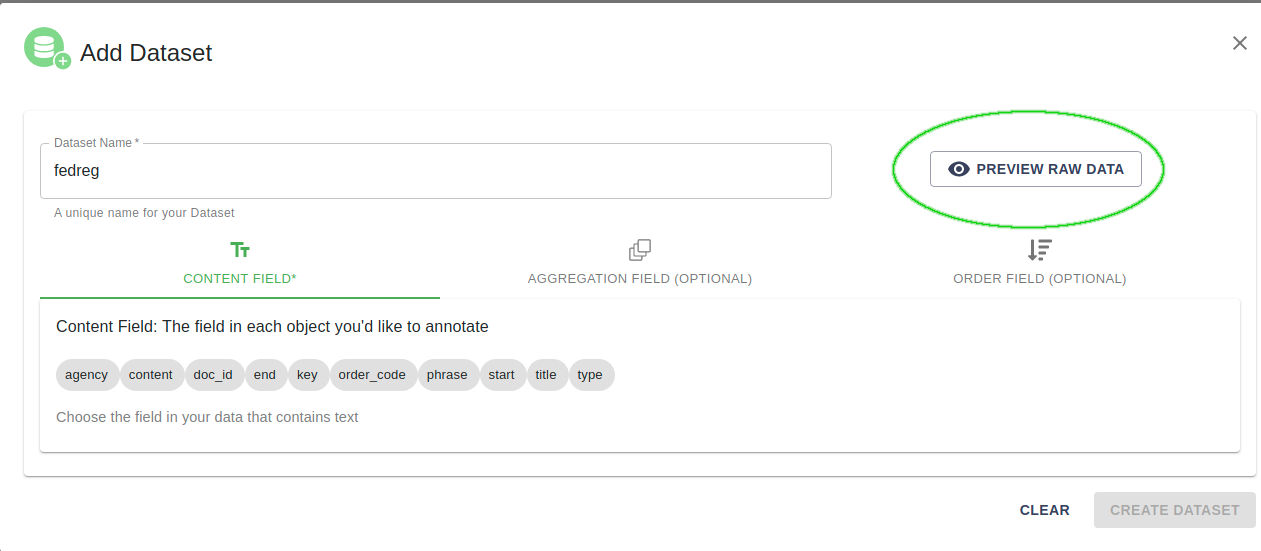 Add Dataset
Dataset Name *
fedreg
PREVIEW RAW DATA
A unique name for your Dataset
CONTENT FIELD*
AGGREGATION FIELD (OPTIONAL)
ORDER FIELD (OPTIONAL)
Content Field: The field in each object you'd like to annotate
agency content doc_id end key order_code phrase start title type
Choose the field in your data that contains text
CLEAR
CREATE DATASET